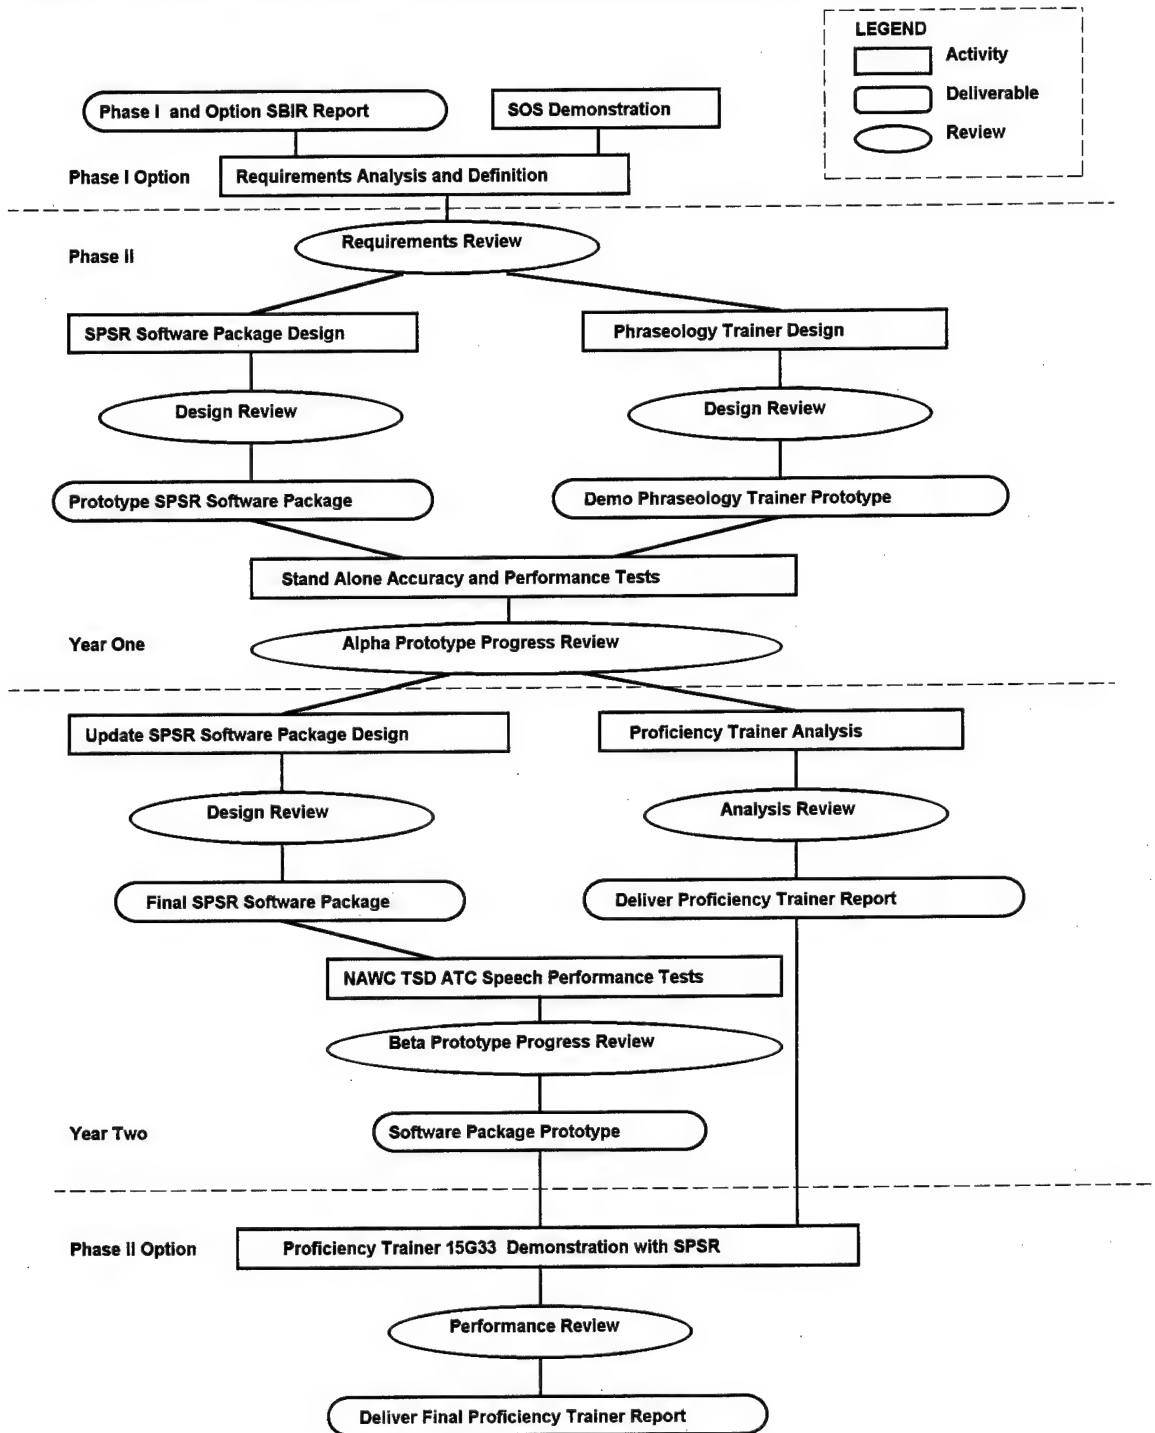 LEGEND
Activity
Deliverable
Review
Phase I and Option SBIR Report
SOS Demonstration
Phase I Option
Requirements Analysis and Definition
Requirements Review
Phase II
SPSR Software Package Design
Phraseology Trainer Design
Design Review
Design Review
Prototype SPSR Software Package
Demo Phraseology Trainer Prototype
Stand Alone Accuracy and Performance Tests
Year One
Alpha Prototype Progress Review
Update SPSR Software Package Design
Proficiency Trainer Analysis
Design Review
Analysis Review
Final SPSR Software Package
Deliver Proficiency Trainer Report
NAWC TSD ATC Speech Performance Tests
Beta Prototype Progress Review
Year Two
Software Package Prototype
Phase II Option
Proficiency Trainer 15G33 Demonstration with SPSR
Performance Review
Deliver Final Proficiency Trainer Report